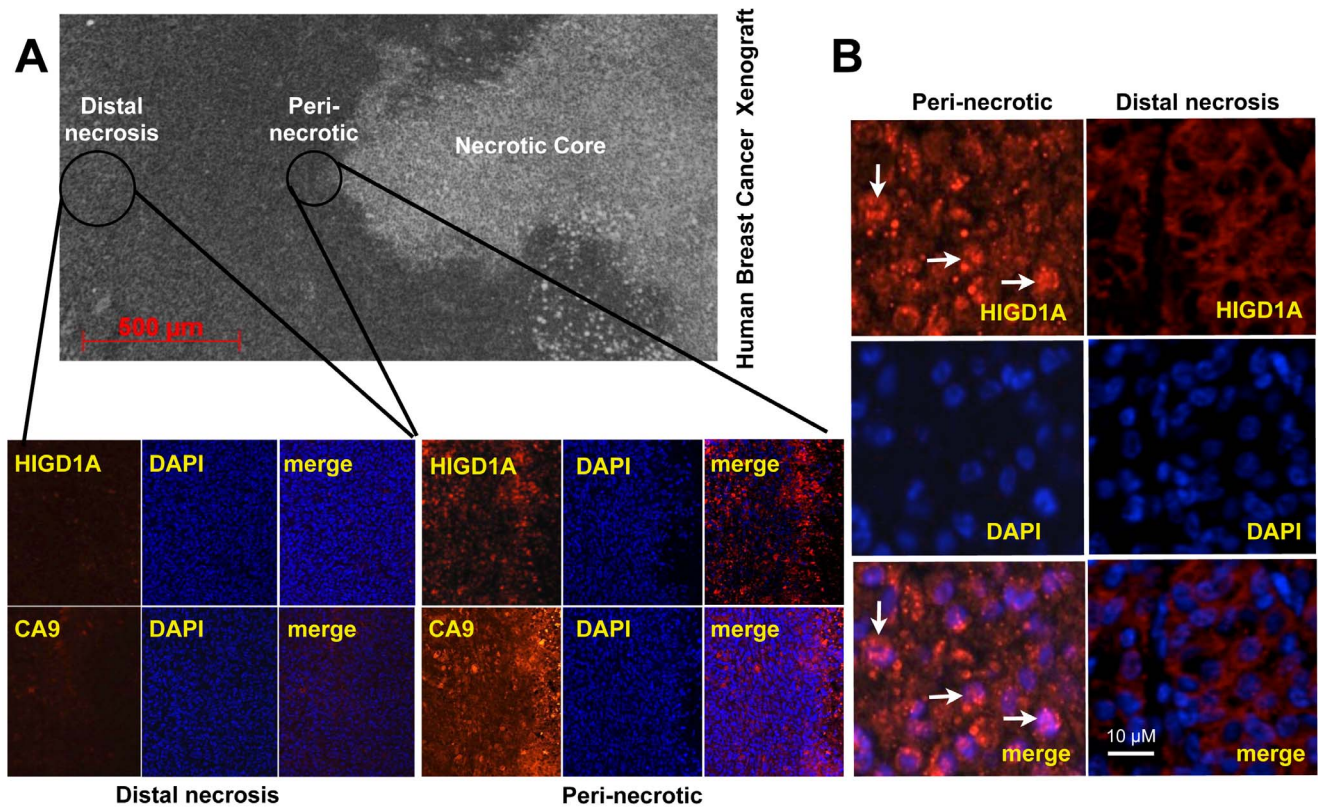 A
Distal
necrosis
Peri-
necrotic
Necrotic Core
500 µm
Human Breast Cancer Xenograft
HIGD1A
DAPI
merge
HIGD1A
DAPI
merge
CA9
DAPI
merge
CA9
DAPI
merge
Distal necrosis
Peri-necrotic
B
Peri-necrotic
Distal necrosis
HIGD1A
HIGD1A
DAPI
DAPI
merge
10 µM
merge